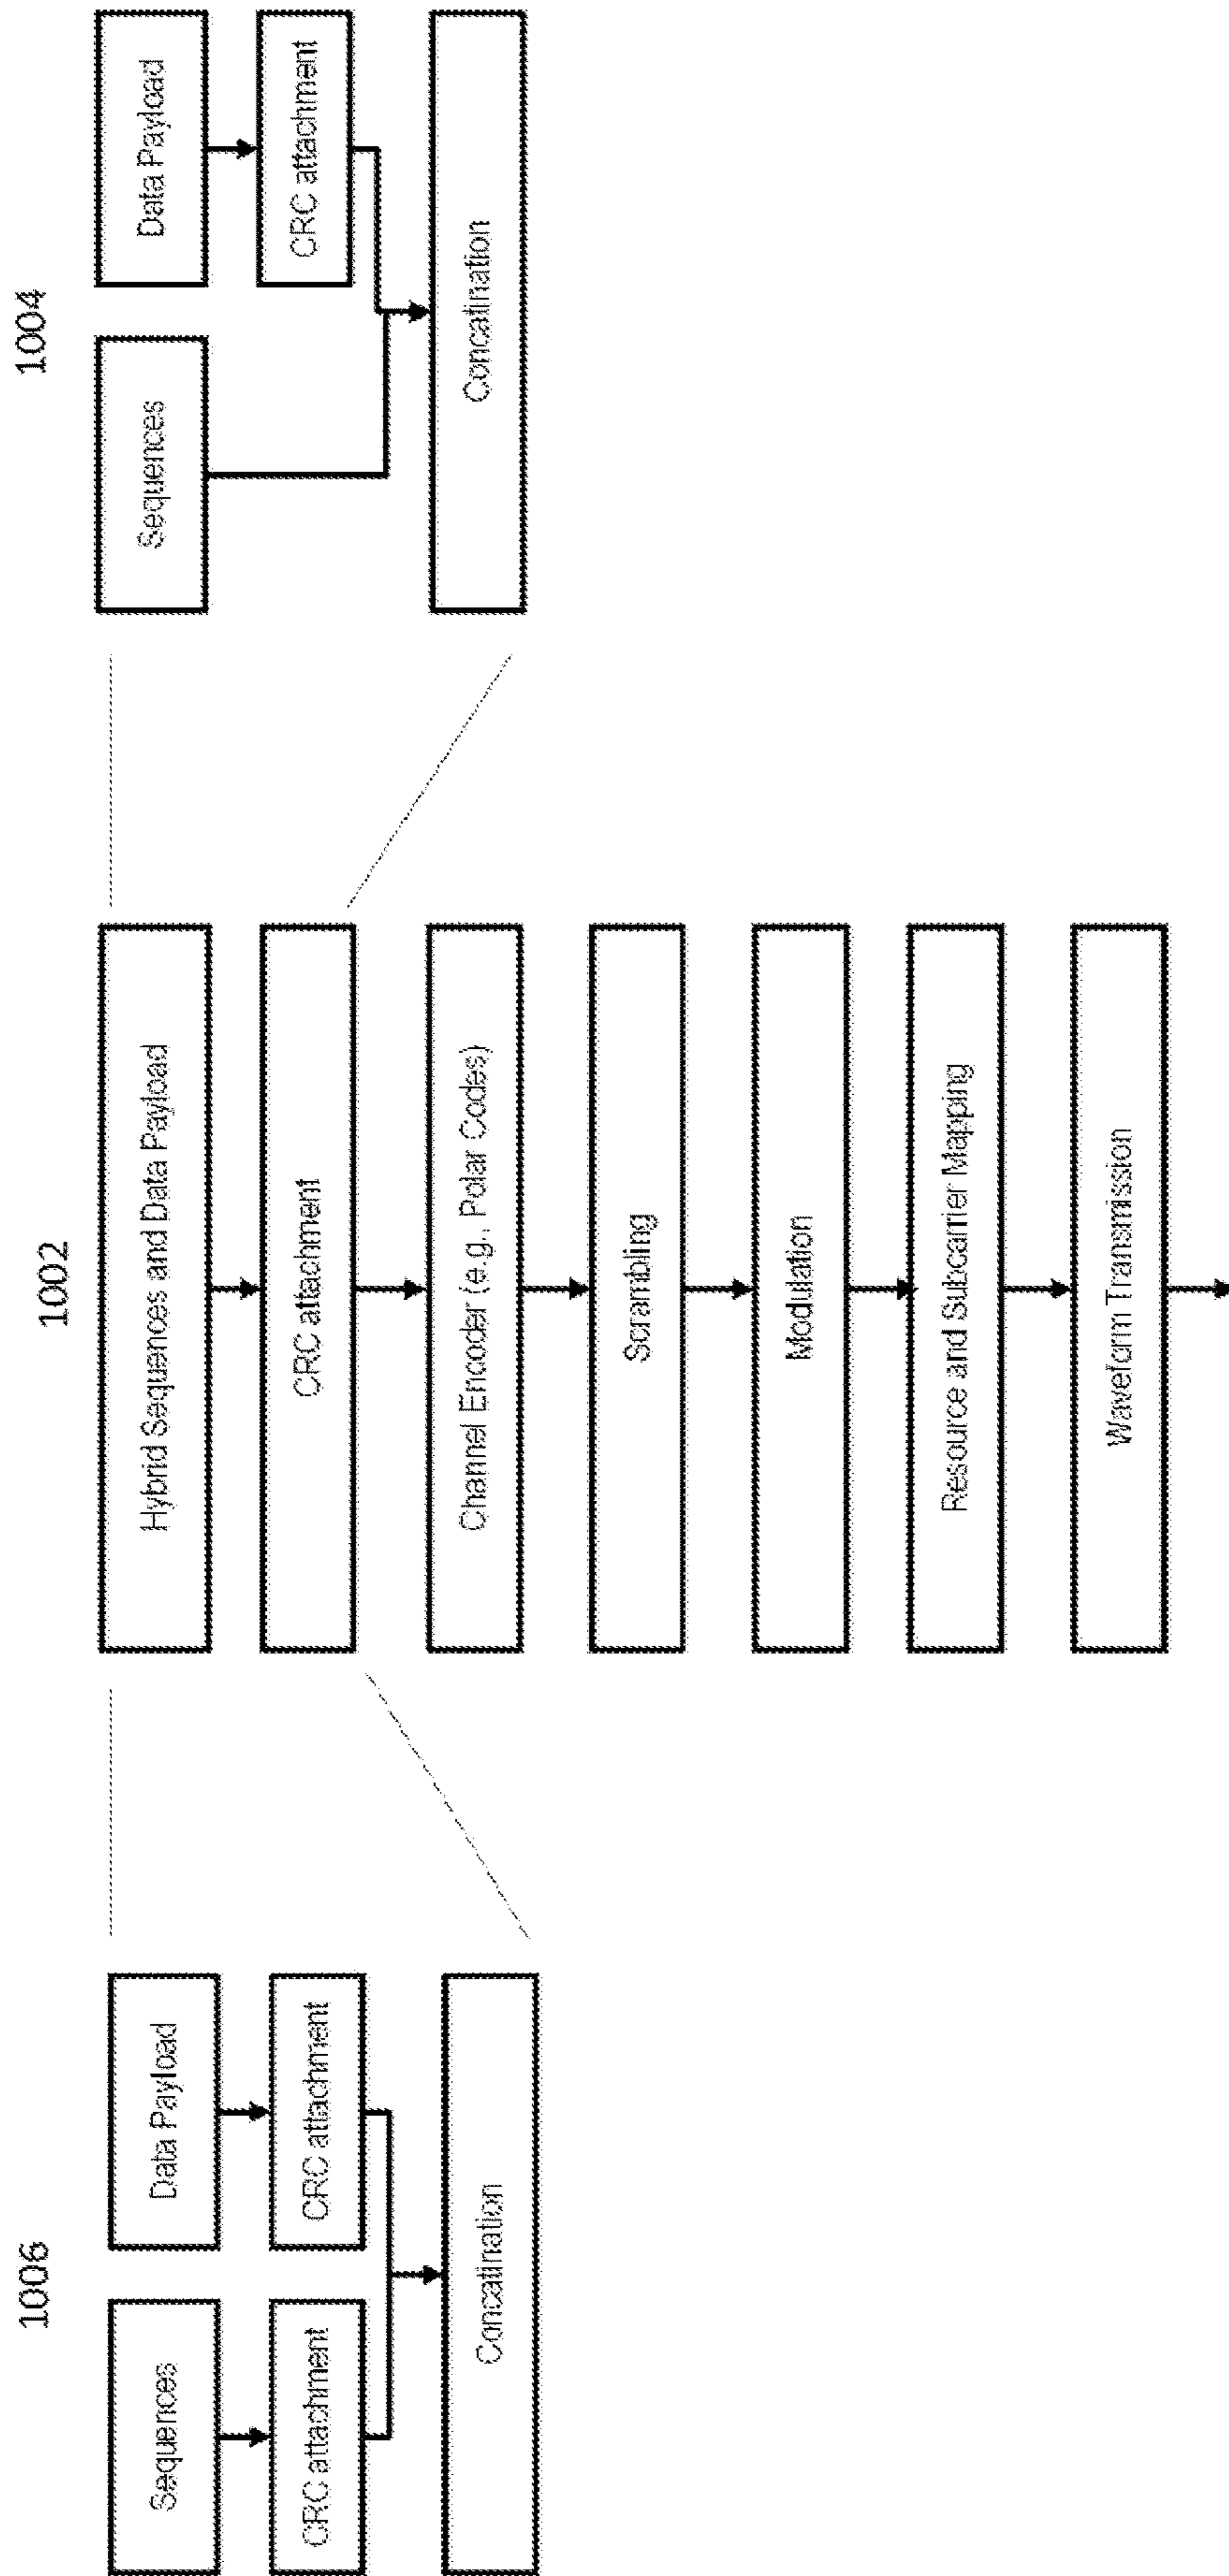 1006
Sequences
Data Payload
CRC attachment
CRC attachment
Concatination
1002
Hybrid Sequences and Data Payload
CRC attachment
Channel Encoder (e.g., Polar Codes)
Scrambling
Modulation
Resource and Subcarrier Mapping
Waveform Transmission
1004
Sequences
Data Payload
CRC attachment
Concatination